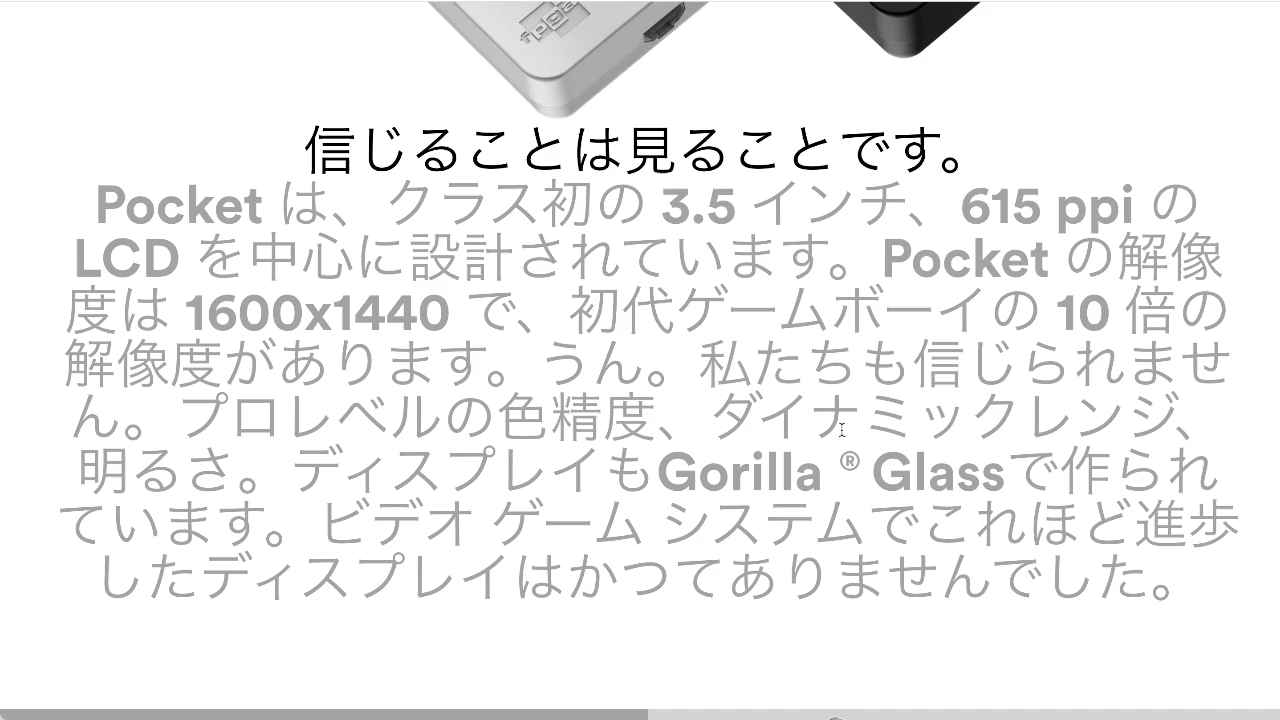 fpga
信じることは見ることです。
Pocket は、クラス初の 3.5 インチ、615 ppi の
LCD を中心に設計されています。Pocket の解像
度は 1600x1440 で、初代ゲームボーイの 10 倍の
解像度があります。うん。私たちも信じられませ
ん。プロレベルの色精度、ダイナミックレンジ、
明るさ。ディスプレイもGorilla ® Glassで作られ
ています。ビデオ ゲーム システムでこれほど進歩
したディスプレイはかつてありませんでした。